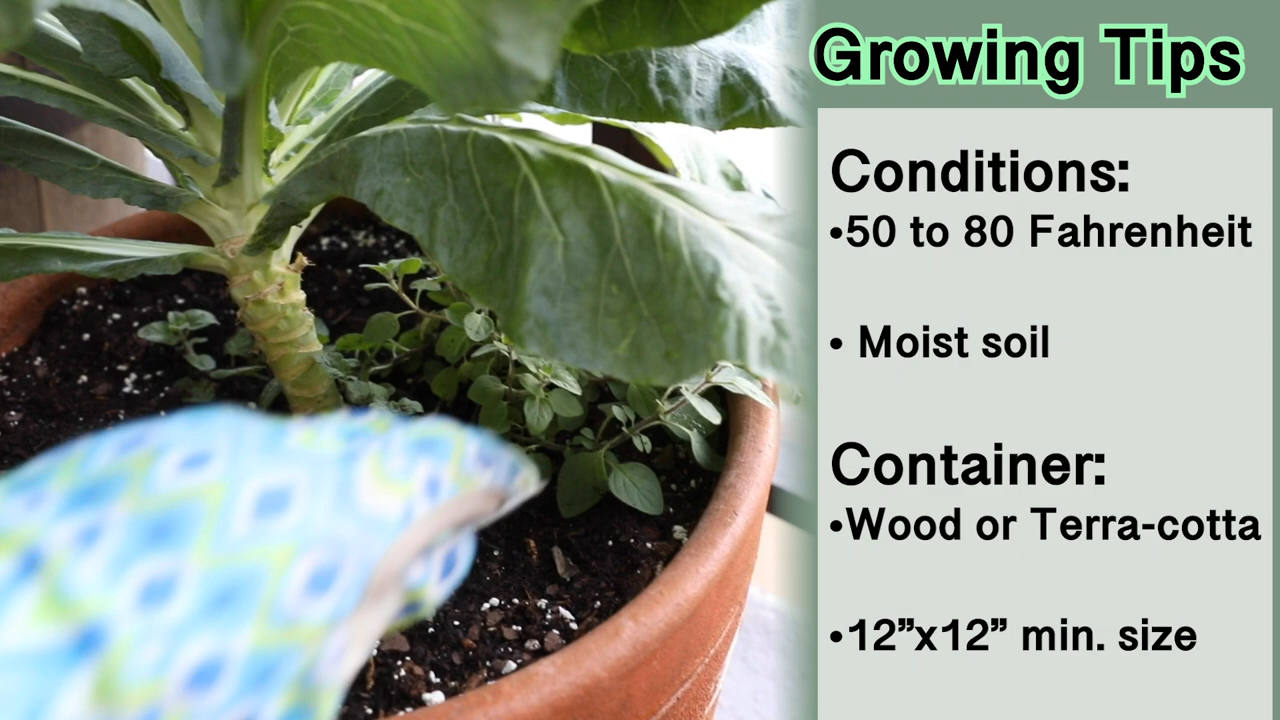 Growing Tips
Conditions:
•50 to 80 Fahrenheit
• Moist soil
Container:
•Wood or Terra-cotta
•12”x12” min. size